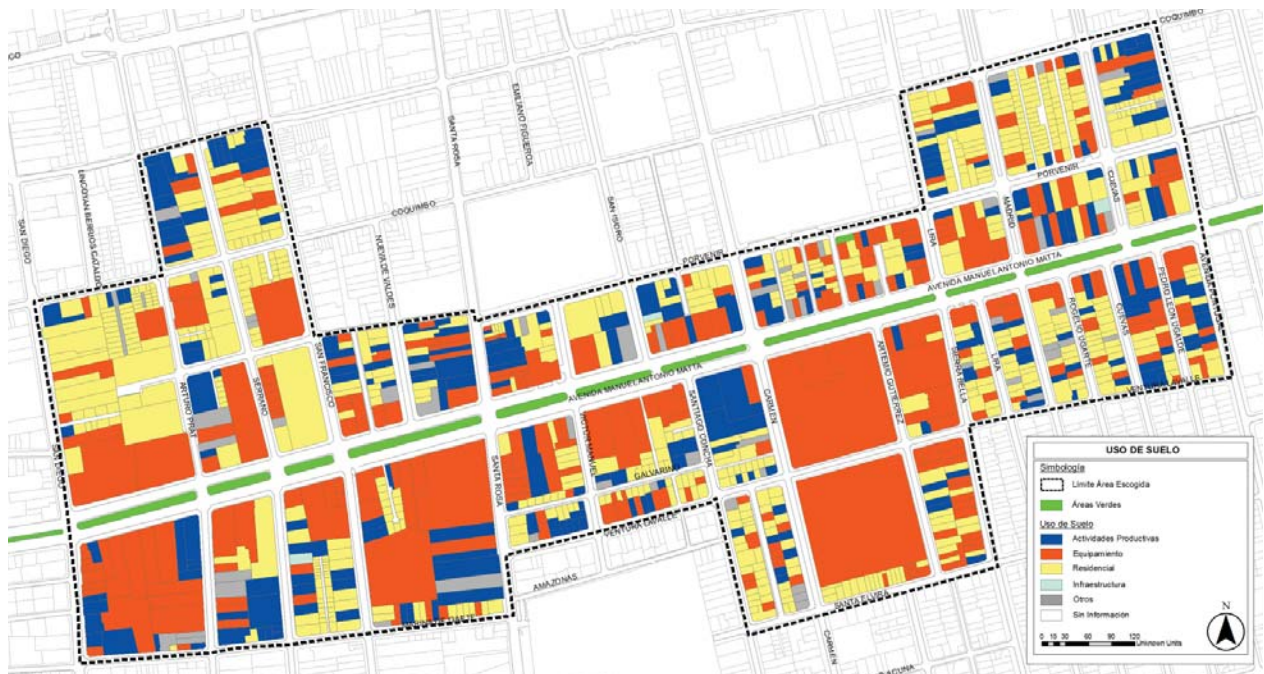 COQUIMBO
EMILIANO FIGUEROA
SANTA ROSA
LINCOYAN BERRIOS CATALDO
SAN DIEGO
COQUIMBO
SAN ISIDRO
NUEVA DE VALDES
PORVENIR
PORVENIR
MADRID
CUEVAS
LIRA
AVENIDA MANUEL ANTONIO MATTA
SAN FRANCISCO
ARTURO PRAT
SERRANO
AVENIDA MANUEL ANTONIO MATTA
ARTEMIO GUTIERREZ
SIERRA BELLA
LIRA
ROGELIO UGARTE
CUEVAS
PEDRO LEON UGALDE
SANTIAGO CONCHA
CARMEN
SANTA ROSA
GALVARINO
VENTURA LAVALLE
AMAZONAS
SANTA ELVIRA
CARMEN
USO DE SUELO
Simbología
Límite Área Escogida
Áreas Verdes
Uso de Suelo
Actividades Productivas
Equipamiento
Residencial
Infraestructura
Otros
Sin Información
N
0 15 30 60 90 120
Unknown Units